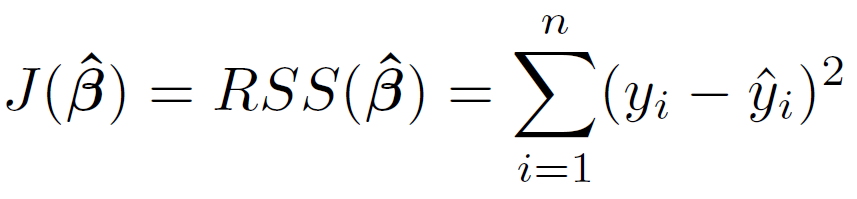 J(β̂) = RSS(β̂) = ∑_{i=1}^{n} (y_i − ŷ_i)²